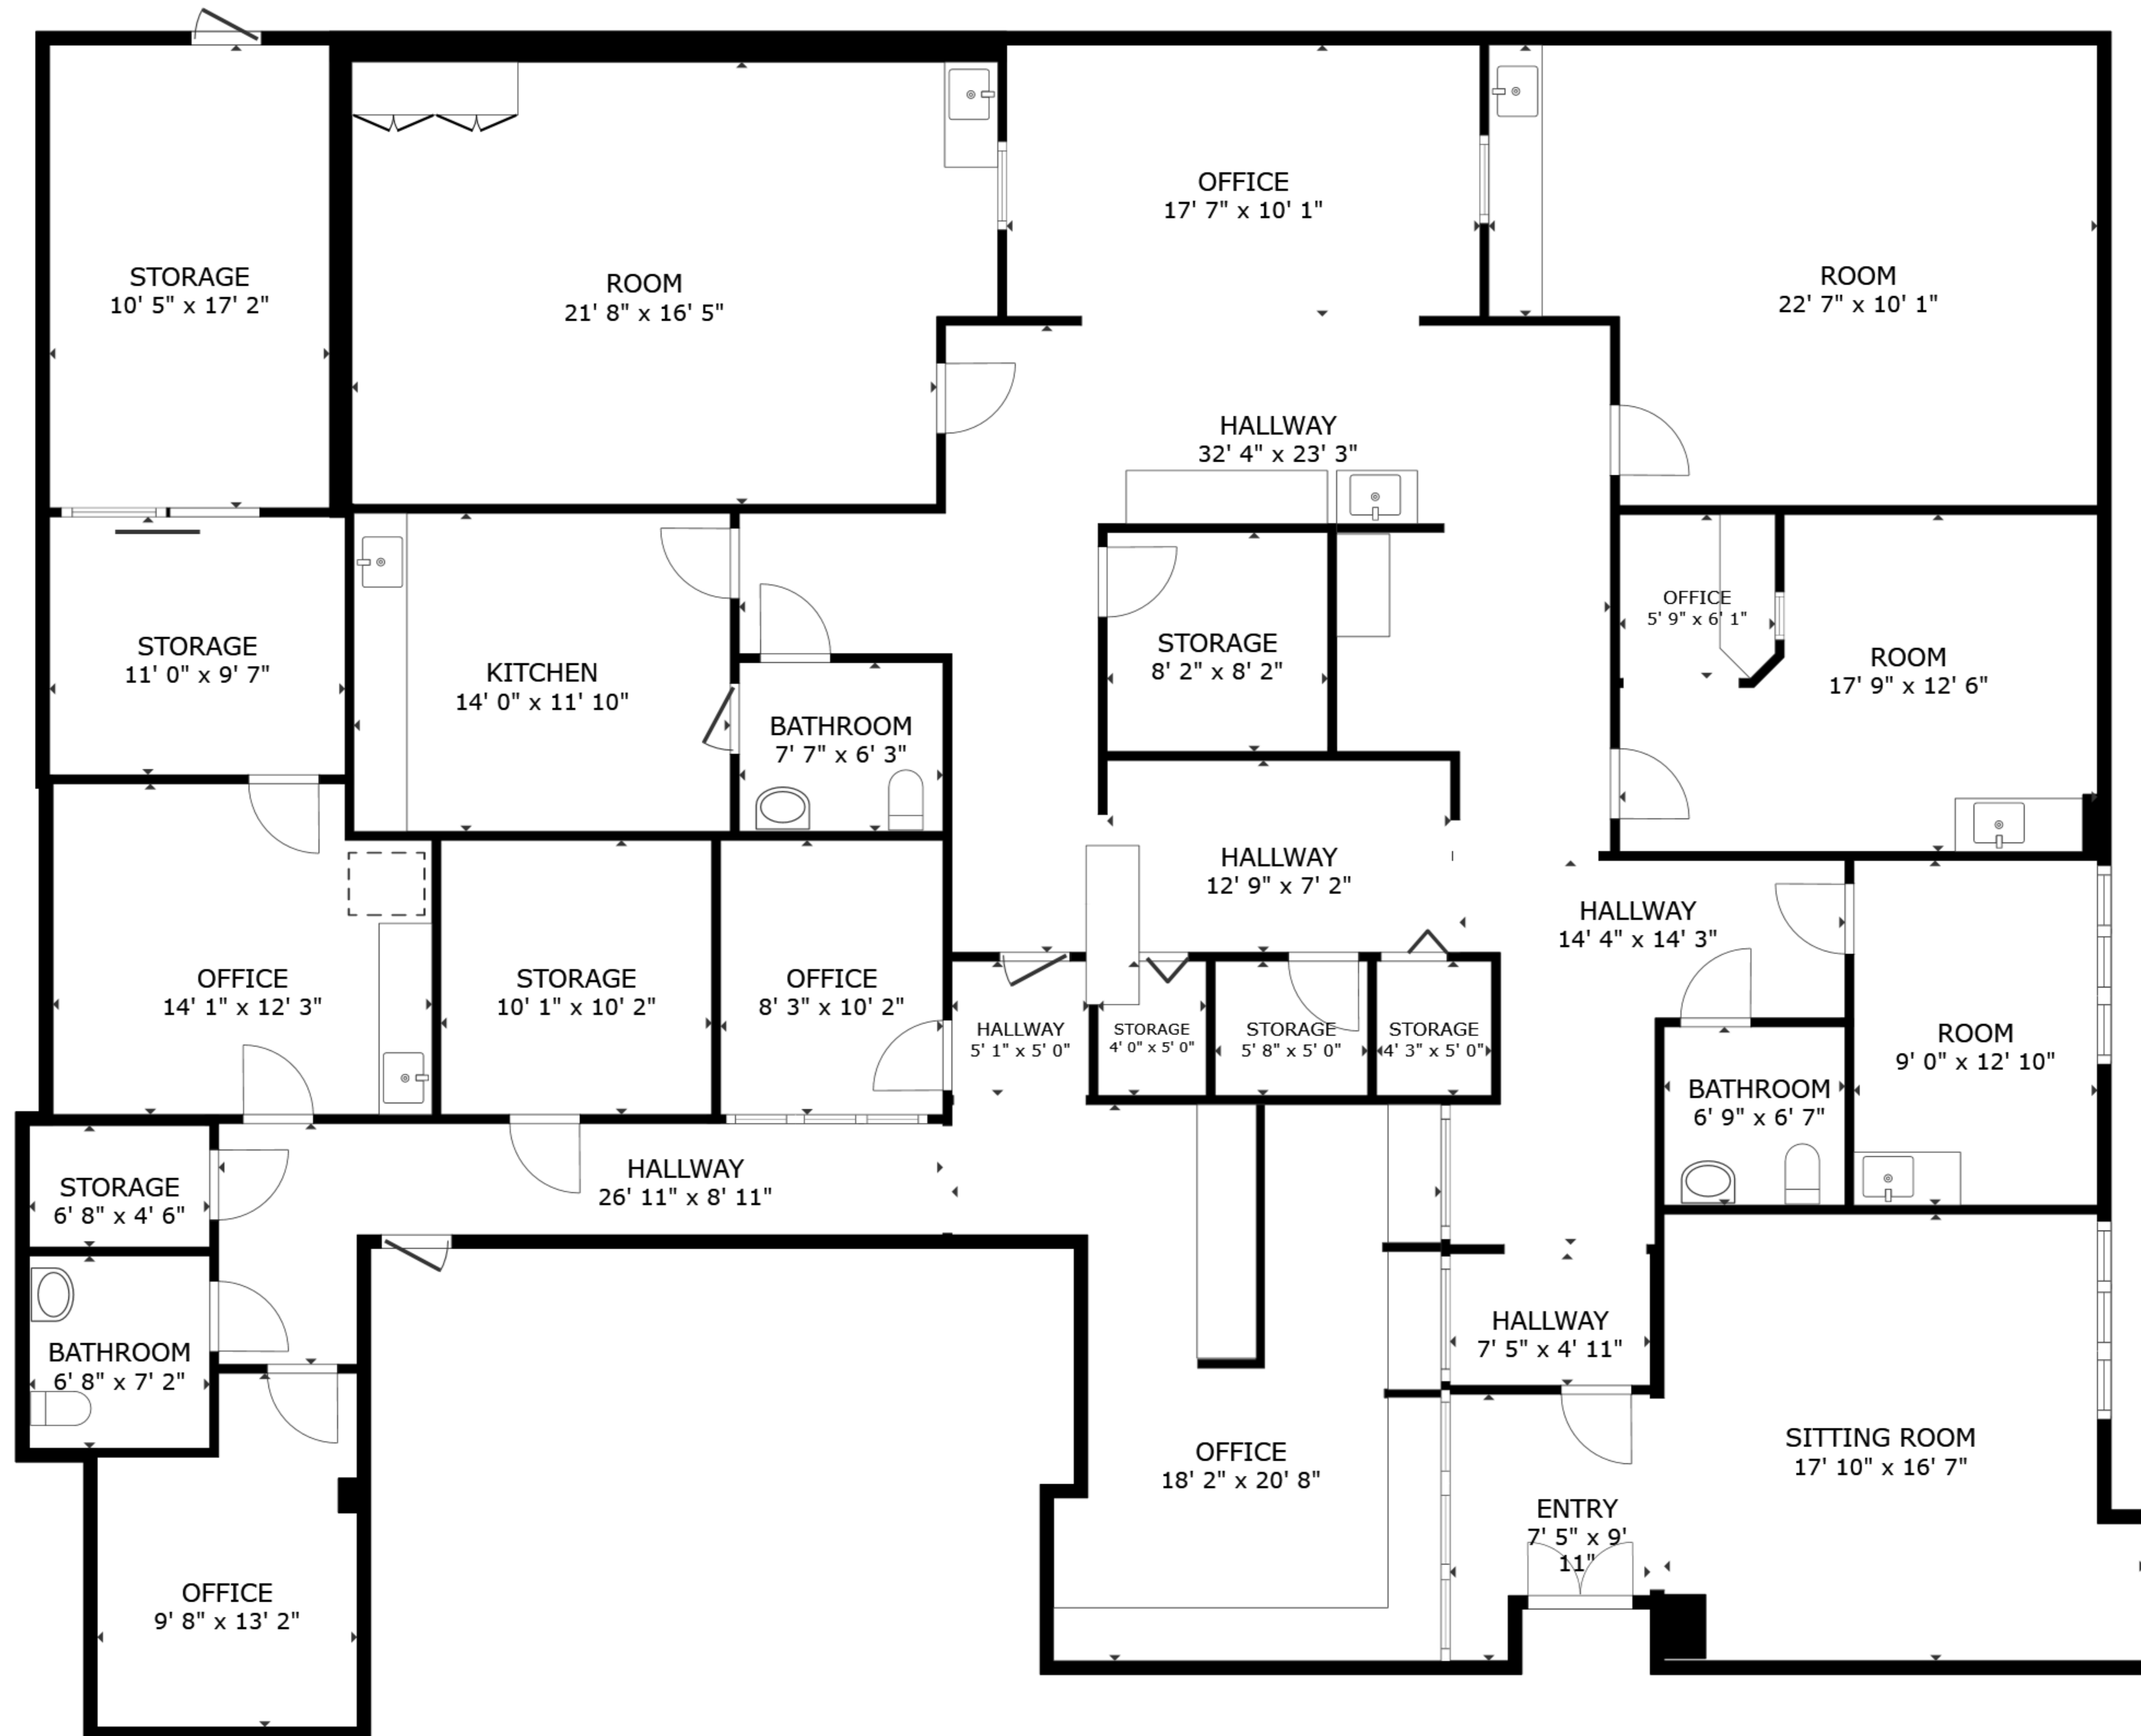 OFFICE
17' 7" x 10' 1"
STORAGE
10' 5" x 17' 2"
ROOM
21' 8" x 16' 5"
ROOM
22' 7" x 10' 1"
HALLWAY
32' 4" x 23' 3"
OFFICE
5' 9" x 6' 1"
STORAGE
11' 0" x 9' 7"
KITCHEN
14' 0" x 11' 10"
STORAGE
8' 2" x 8' 2"
ROOM
17' 9" x 12' 6"
BATHROOM
7' 7" x 6' 3"
HALLWAY
12' 9" x 7' 2"
HALLWAY
14' 4" x 14' 3"
OFFICE
14' 1" x 12' 3"
STORAGE
10' 1" x 10' 2"
OFFICE
8' 3" x 10' 2"
HALLWAY
5' 1" x 5' 0"
STORAGE
4' 0" x 5' 0"
STORAGE
5' 8" x 5' 0"
STORAGE
4' 3" x 5' 0"
ROOM
9' 0" x 12' 10"
BATHROOM
6' 9" x 6' 7"
HALLWAY
26' 11" x 8' 11"
STORAGE
6' 8" x 4' 6"
HALLWAY
7' 5" x 4' 11"
BATHROOM
6' 8" x 7' 2"
OFFICE
18' 2" x 20' 8"
SITTING ROOM
17' 10" x 16' 7"
ENTRY
7' 5" x 9'
11"
OFFICE
9' 8" x 13' 2"